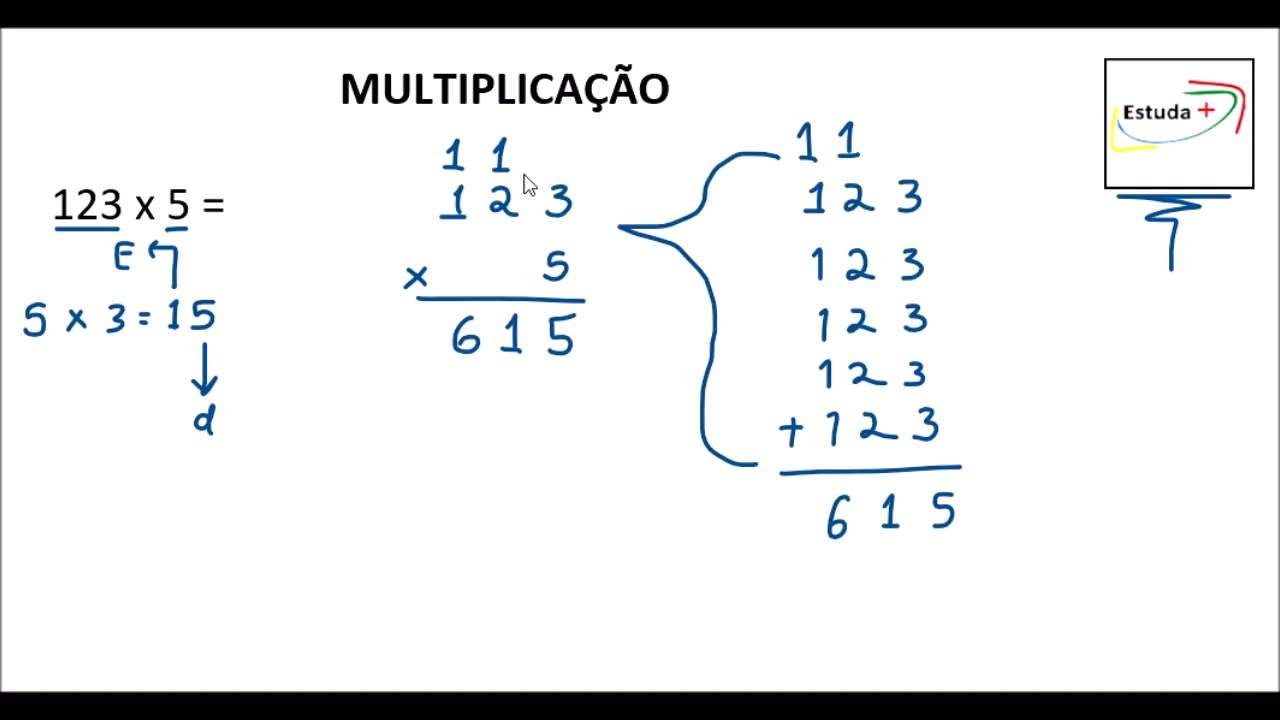 MULTIPLICAÇÃO
Estuda +
123 x 5 =
E
5 x 3 = 15
d
1 1
1 2 3
x 5
6 1 5
1 1
1 2 3
1 2 3
1 2 3
1 2 3
+ 1 2 3
6 1 5